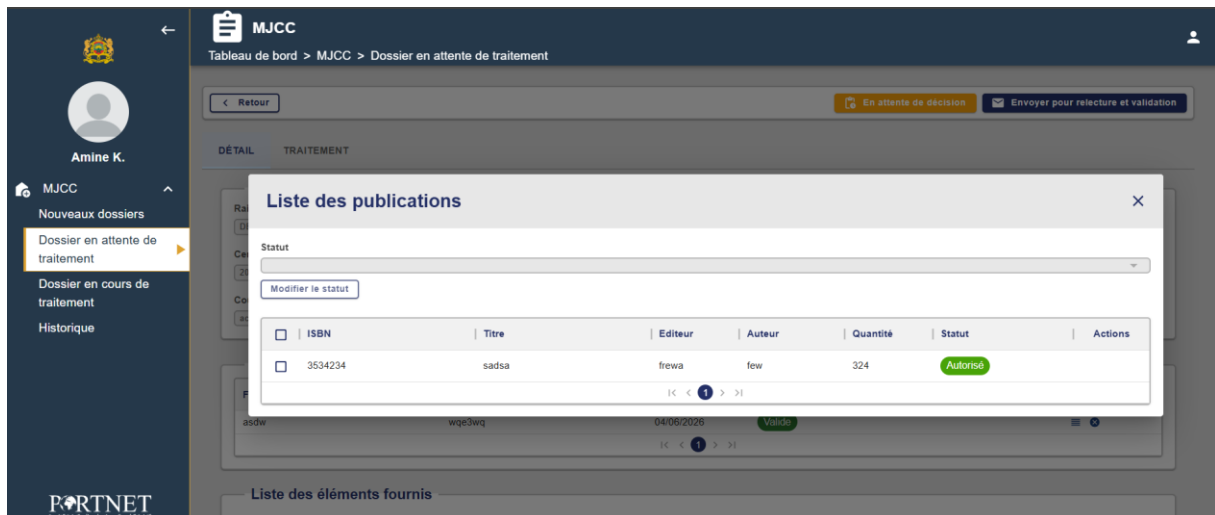 MJCC
Tableau de bord > MJCC > Dossier en attente de traitement
Amine K.
MJCC
Nouveaux dossiers
Dossier en attente de
traitement
Dossier en cours de
traitement
Historique
PORTNET
Retour
En attente de décision
Envoyer pour relecture et validation
DÉTAIL
TRAITEMENT
Liste des publications
Statut
Modifier le statut
ISBN Titre Editeur Auteur Quantité Statut Actions
3534234 sadsa frewa few 324 Autorisé
1
asdw wqe3wq 04/06/2026 Valide
1
Liste des éléments fournis